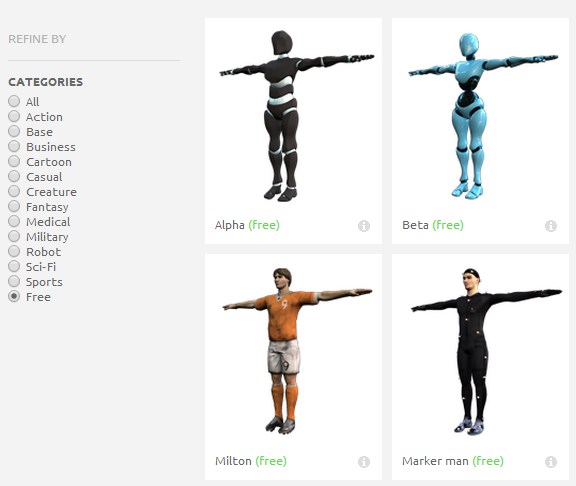 REFINE BY
CATEGORIES
All
Action
Base
Business
Cartoon
Casual
Creature
Fantasy
Medical
Military
Robot
Sci-Fi
Sports
Free
Alpha (free)
Beta (free)
9
Milton (free)
Marker man (free)